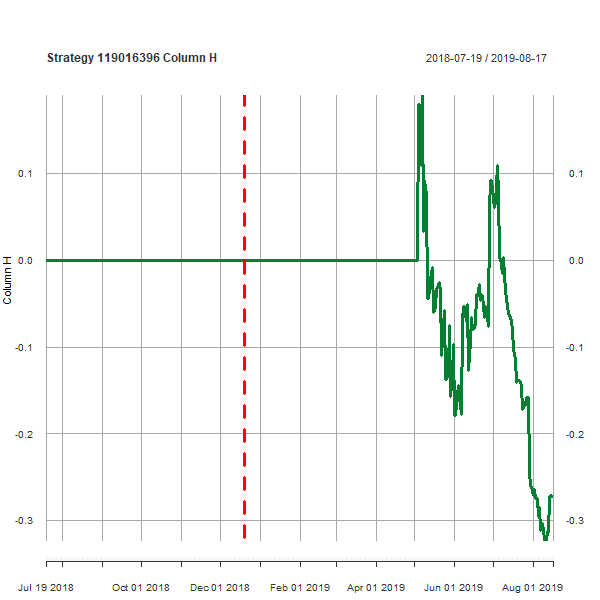 Strategy 119016396 Column H
2018-07-19 / 2019-08-17
0.1
0.1
0.0
0.0
-0.1
-0.1
-0.2
-0.2
-0.3
-0.3
Column H
Jul 19 2018
Oct 01 2018
Dec 01 2018
Feb 01 2019
Apr 01 2019
Jun 01 2019
Aug 01 2019